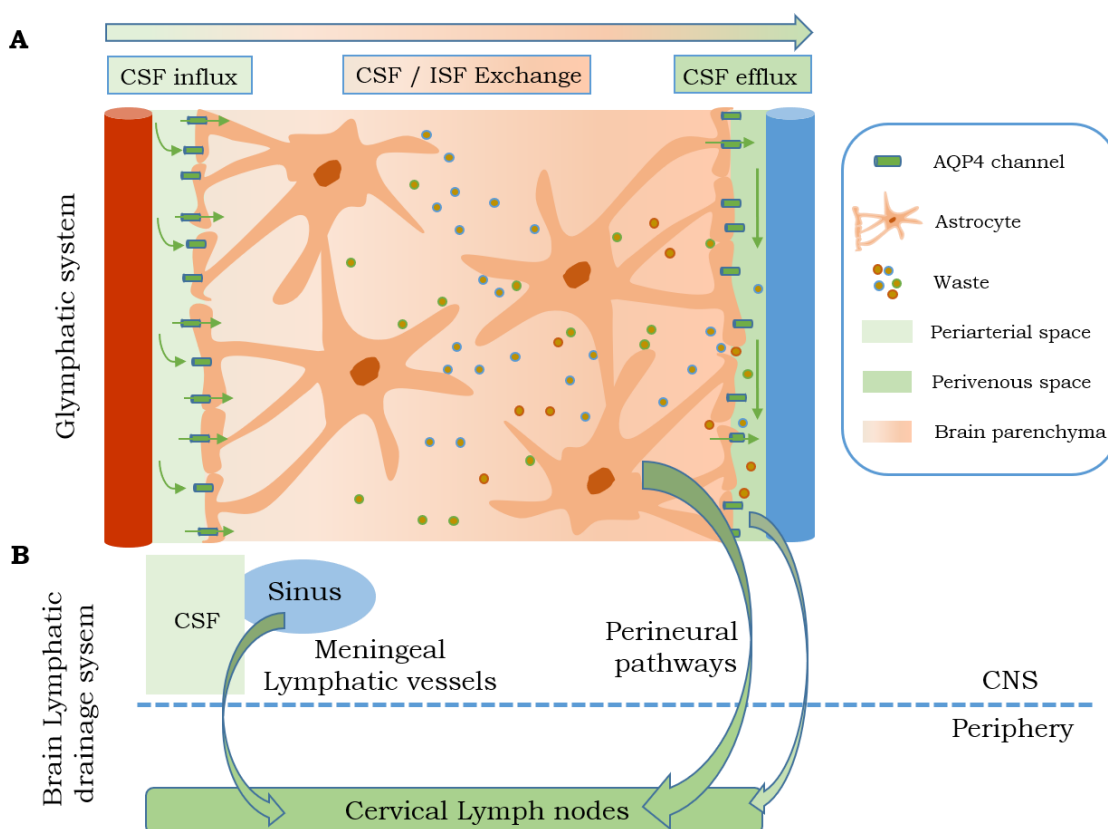 A
CSF influx
CSF / ISF Exchange
CSF efflux
Glymphatic system
AQP4 channel
Astrocyte
Waste
Periarterial space
Perivenous space
Brain parenchyma
B
Brain Lymphatic
drainage sysem
CSF
Sinus
Meningeal
Lymphatic vessels
Perineural
pathways
CNS
Periphery
Cervical Lymph nodes